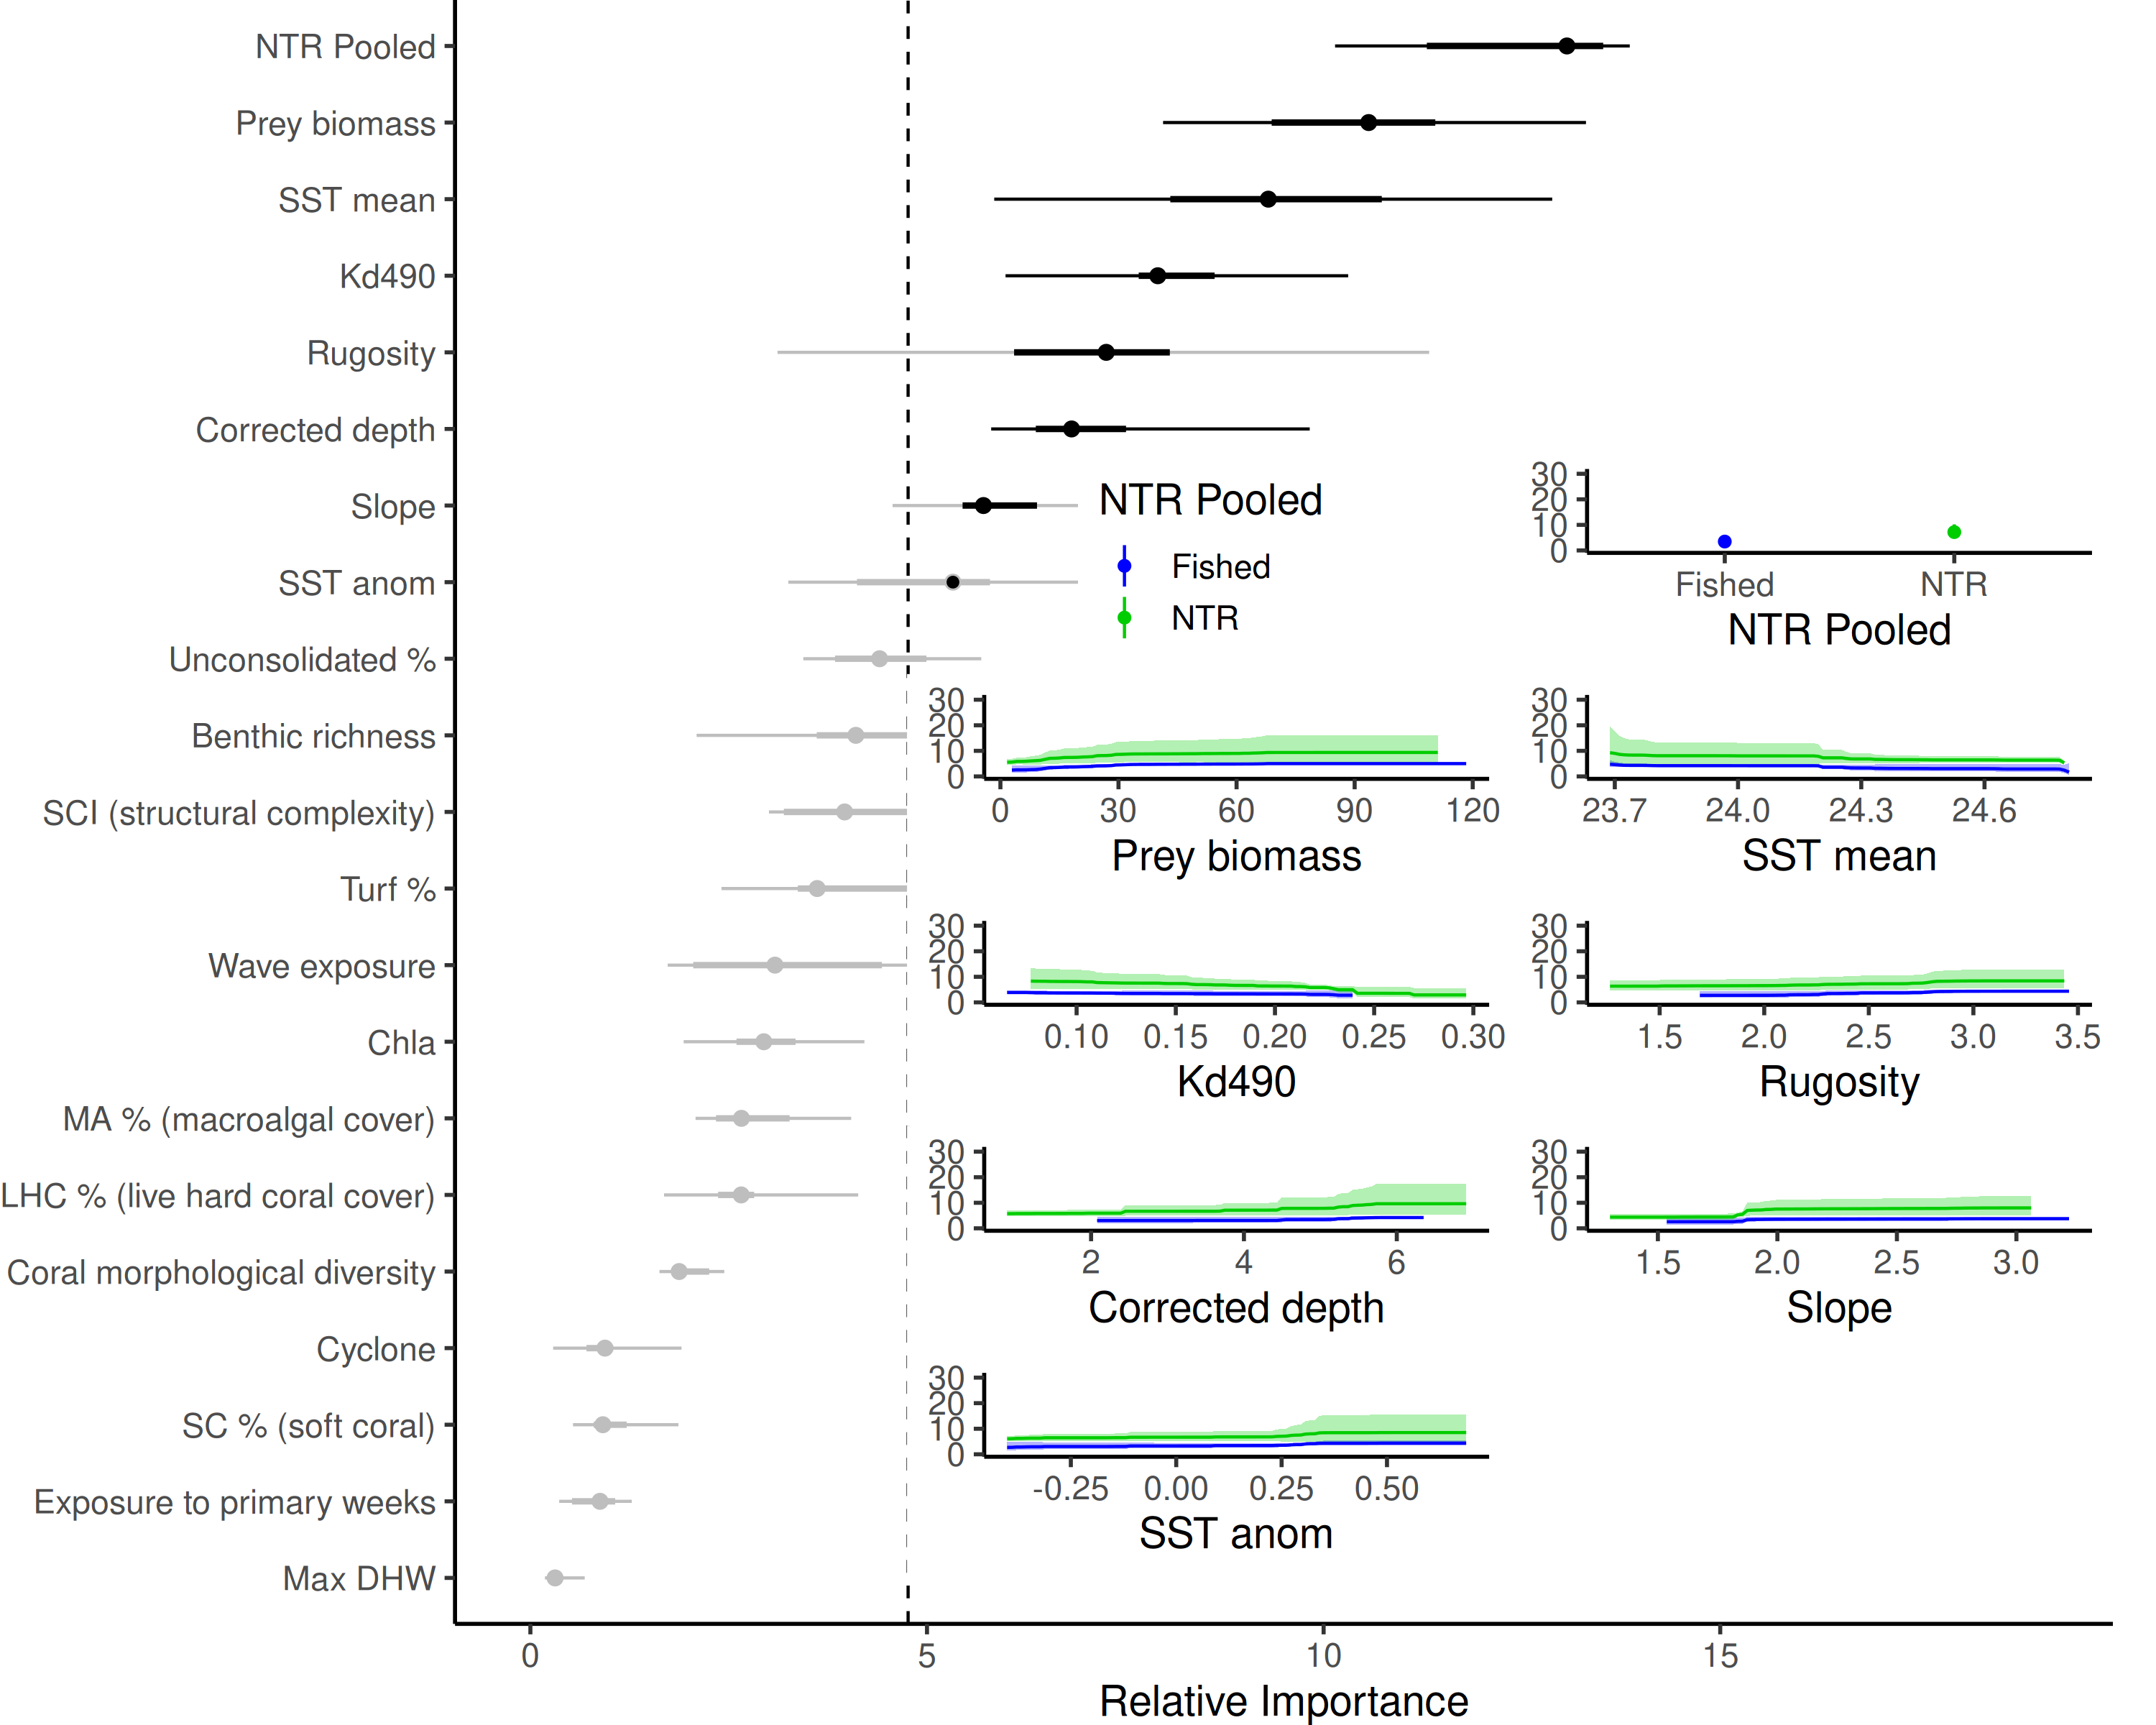 NTR Pooled
Prey biomass
SST mean
Kd490
Rugosity
Corrected depth
Slope
SST anom
Unconsolidated %
Benthic richness
SCI (structural complexity)
Turf %
Wave exposure
Chla
MA % (macroalgal cover)
LHC % (live hard coral cover)
Coral morphological diversity
Cyclone
SC % (soft coral)
Exposure to primary weeks
Max DHW
0 5 10 15
Relative Importance
NTR Pooled
Fished
NTR
30
20
10
0
Fished NTR
NTR Pooled
30
20
10
0
0 30 60 90 120
Prey biomass
30
20
10
0
23.7 24.0 24.3 24.6
SST mean
30
20
10
0
0.10 0.15 0.20 0.25 0.30
Kd490
30
20
10
0
1.5 2.0 2.5 3.0 3.5
Rugosity
30
20
10
0
2 4 6
Corrected depth
30
20
10
0
1.5 2.0 2.5 3.0
Slope
30
20
10
0
-0.25 0.00 0.25 0.50
SST anom